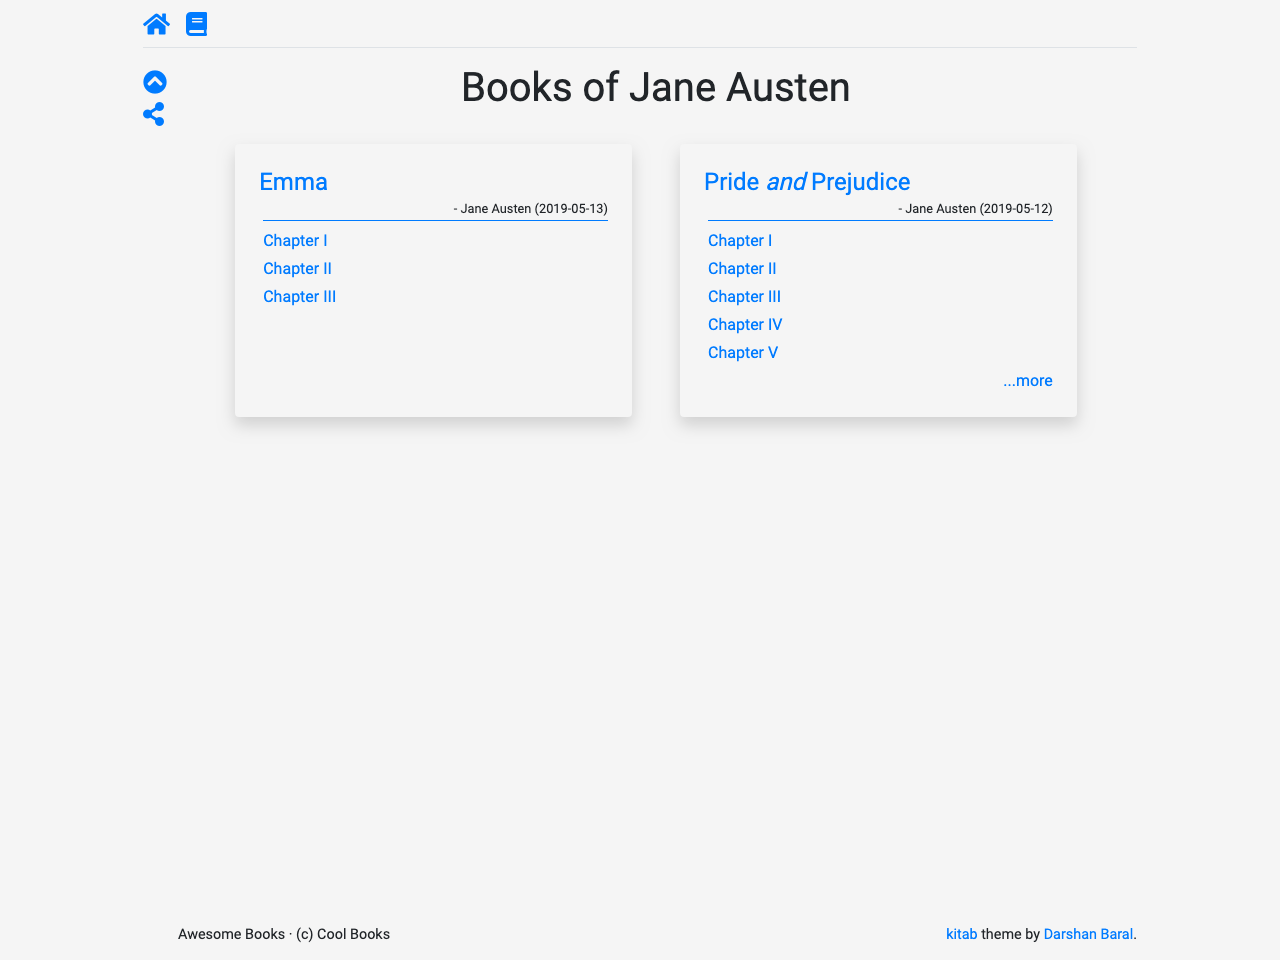 Books of Jane Austen
Emma
- Jane Austen (2019-05-13)
Chapter I
Chapter II
Chapter III
Pride and Prejudice
- Jane Austen (2019-05-12)
Chapter I
Chapter II
Chapter III
Chapter IV
Chapter V
...more
Awesome Books · (c) Cool Books
kitab theme by Darshan Baral.